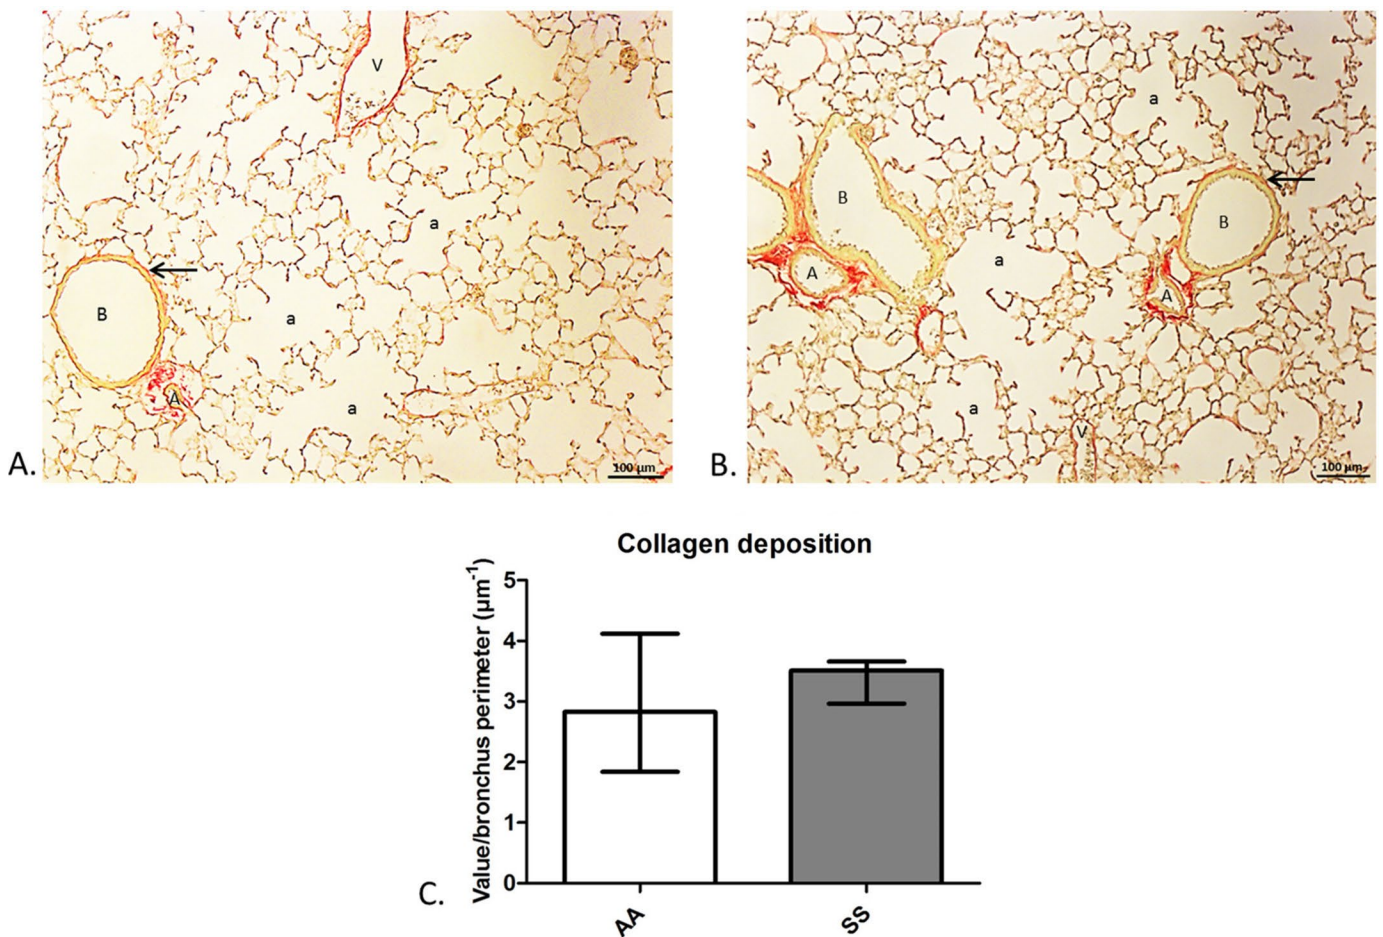 V
a
B
a
a
A
A.
100 µm
a
B
B
a
A
A
a
V
B.
100 µm
Collagen deposition
Value/bronchus perimeter (µm-1)
5
4
3
2
1
0
AA
SS
C.